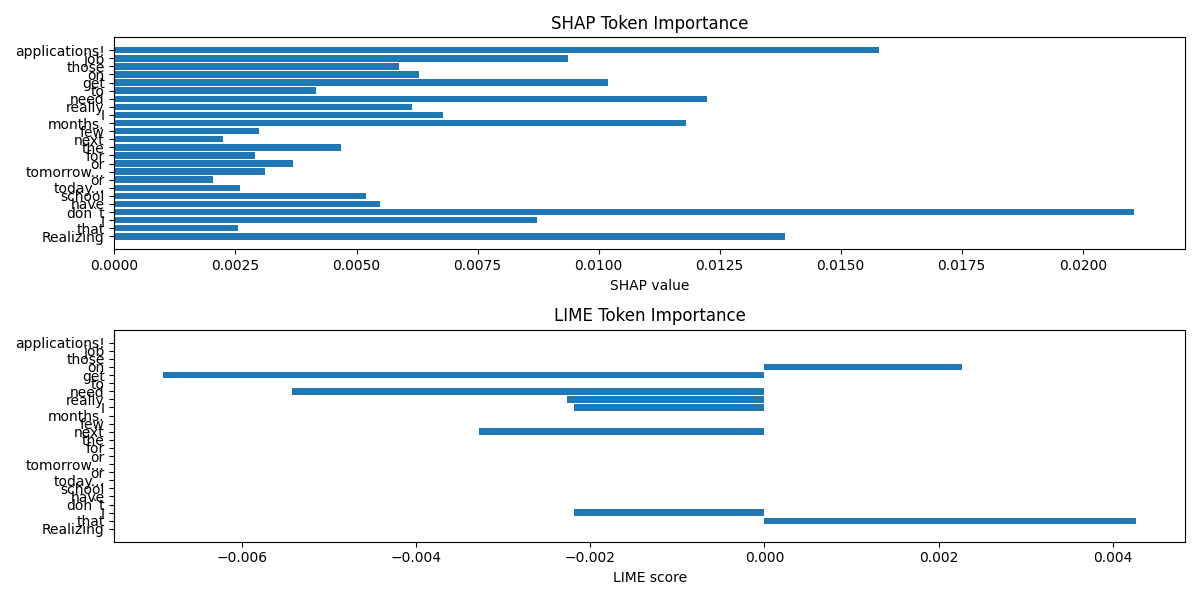 SHAP Token Importance
applications!
job
those
on
get
to
need
really
I
months.
few
next
the
for
or
tomorrow...
or
today...
school
have
don't
I
that
Realizing
0.0000 0.0025 0.0050 0.0075 0.0100 0.0125 0.0150 0.0175 0.0200
SHAP value
LIME Token Importance
applications!
job
those
on
get
to
need
really
I
months.
few
next
the
for
or
tomorrow...
or
today...
school
have
don't
I
that
Realizing
−0.006 −0.004 −0.002 0.000 0.002 0.004
LIME score